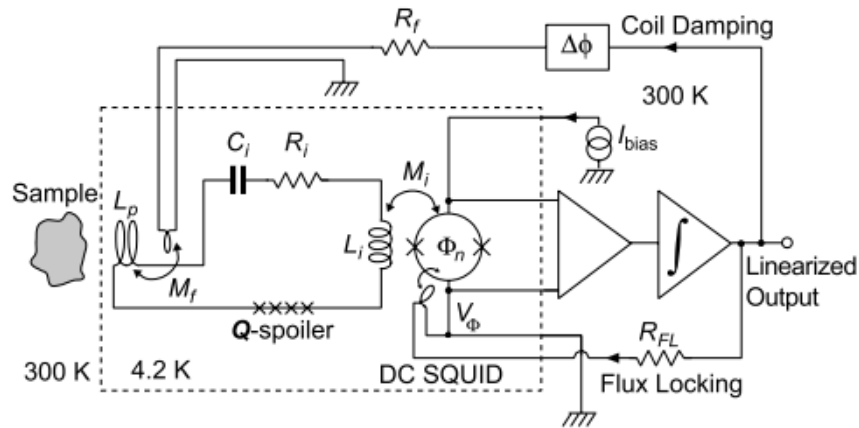 R_f
Δϕ
Coil Damping
300 K
C_i
R_i
I_bias
Sample
L_p
M_i
L_i
Φ_n
∫
M_f
Linearized
Output
Q-spoiler
V_Φ
R_FL
300 K
4.2 K
DC SQUID
Flux Locking